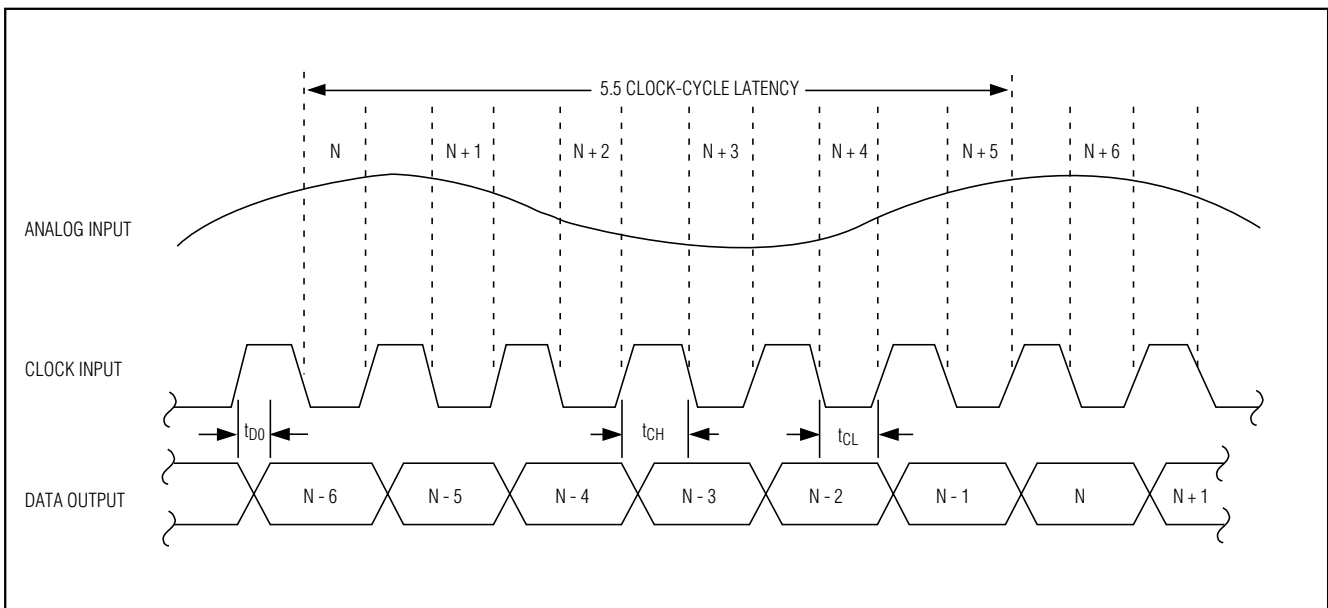 5.5 CLOCK-CYCLE LATENCY
N N + 1 N + 2 N + 3 N + 4 N + 5 N + 6
ANALOG INPUT
CLOCK INPUT
tD0 tCH tCL
DATA OUTPUT N - 6 N - 5 N - 4 N - 3 N - 2 N - 1 N N + 1